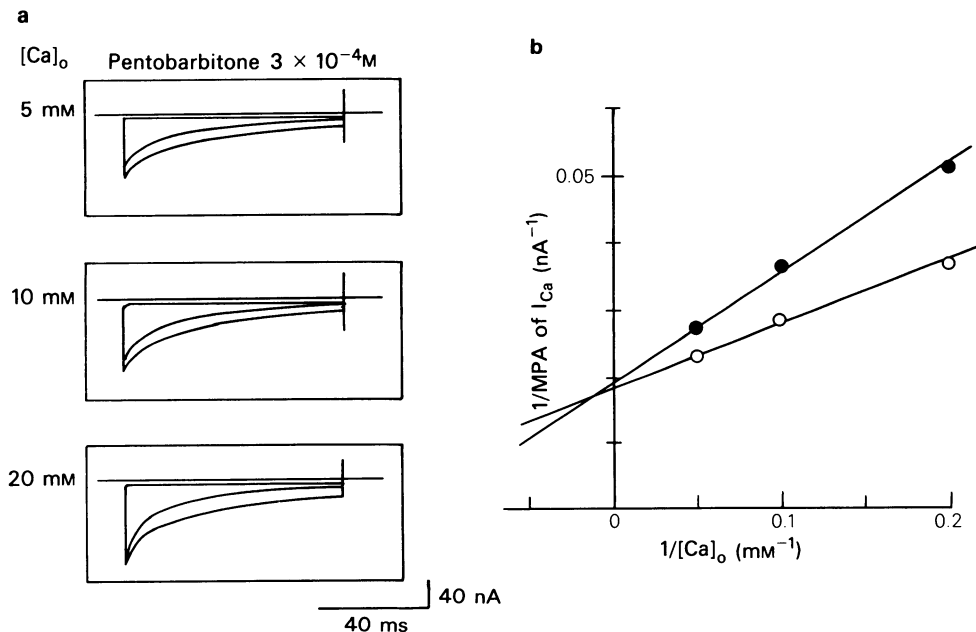 a
[Ca]ₒ
Pentobarbitone 3 × 10⁻⁴M
5 mM
10 mM
20 mM
40 nA
40 ms
b
1/MPA of I_Ca (nA⁻¹)
0.05
0
0.1
0.2
1/[Ca]ₒ (mM⁻¹)